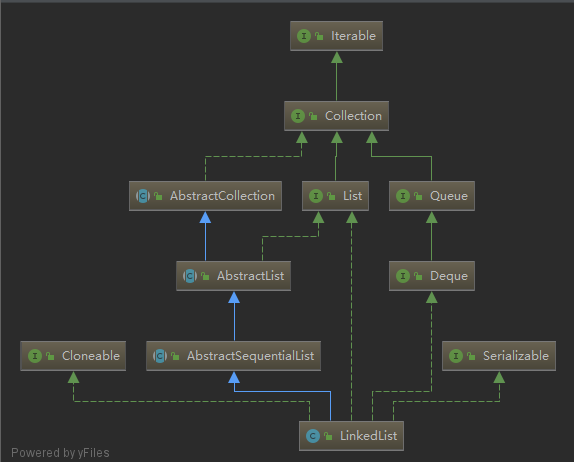 Iterable
Collection
AbstractCollection
List
Queue
AbstractList
Deque
Cloneable
AbstractSequentialList
Serializable
LinkedList
Powered by yFiles